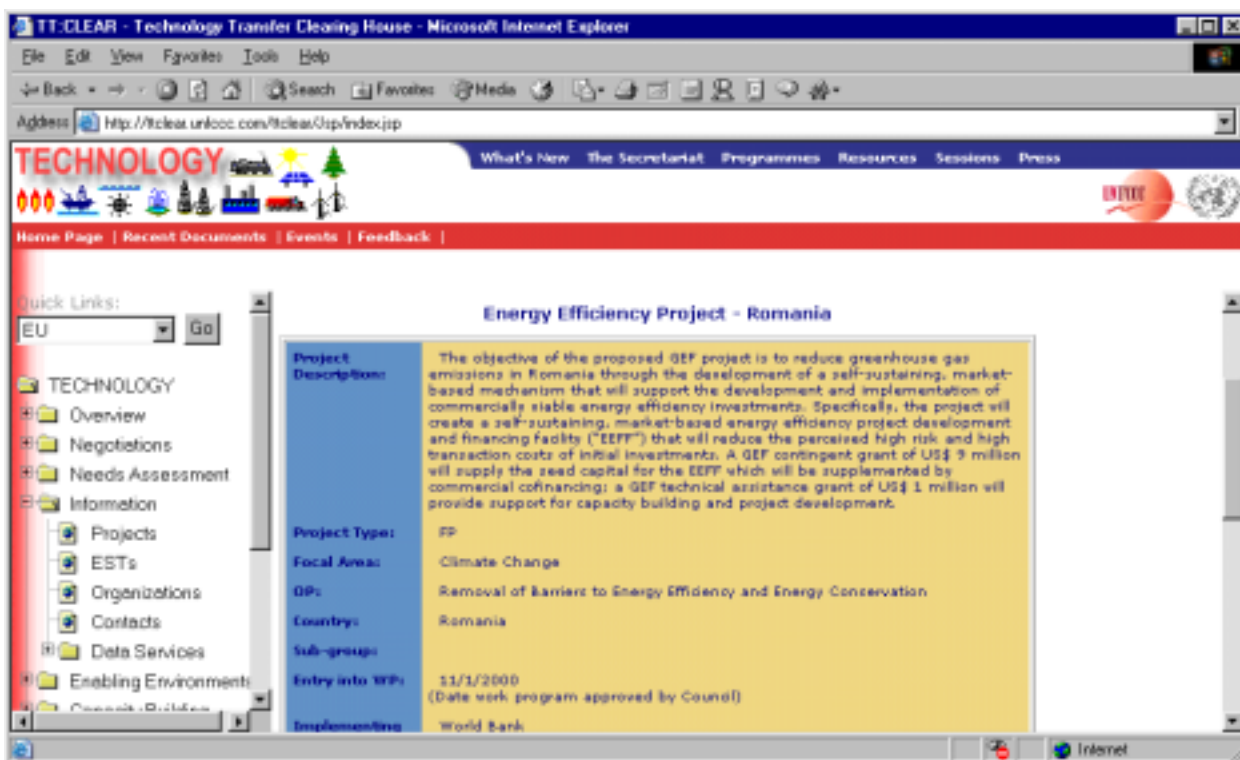 TT:CLEAR - Technology Transfer Clearing House - Microsoft Internet Explorer
File Edit View Favorites Tools Help
Back Search Favorites Media
Address http://ttclear.unfccc.com/ttclear/Jsp/index.jsp
TECHNOLOGY
What's New The Secretariat Programmes Resources Sessions Press
UNFCCC
Home Page | Recent Documents | Events | Feedback |
Quick Links:
EU Go
TECHNOLOGY
Overview
Negotiations
Needs Assessment
Information
Projects
ESTs
Organizations
Contacts
Data Services
Enabling Environments
Capacity Building
Energy Efficiency Project - Romania
Project Description: The objective of the proposed GEF project is to reduce greenhouse gas
emissions in Romania through the development of a self-sustaining, market-
based mechanism that will support the development and implementation of
commercially viable energy efficiency investments. Specifically, the project will
create a self-sustaining, market-based energy efficiency project development
and financing facility ("EEFF") that will reduce the perceived high risk and high
transaction costs of initial investments. A GEF contingent grant of US$ 9 million
will supply the seed capital for the EEFF which will be supplemented by
commercial cofinancing; a GEF technical assistance grant of US$ 1 million will
provide support for capacity building and project development.
Project Type: FP
Focal Area: Climate Change
OP: Removal of Barriers to Energy Efficiency and Energy Conservation
Country: Romania
Sub-group:
Entry into WP: 11/1/2000
(Date work program approved by Council)
Implementing World Bank
Internet